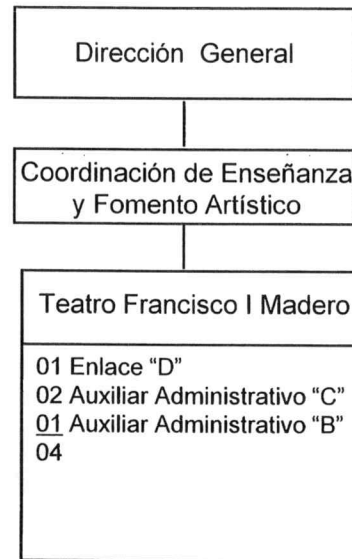 Dirección General
Coordinación de Enseñanza
y Fomento Artístico
Teatro Francisco I Madero
01 Enlace “D”
02 Auxiliar Administrativo “C”
01 Auxiliar Administrativo “B”
04